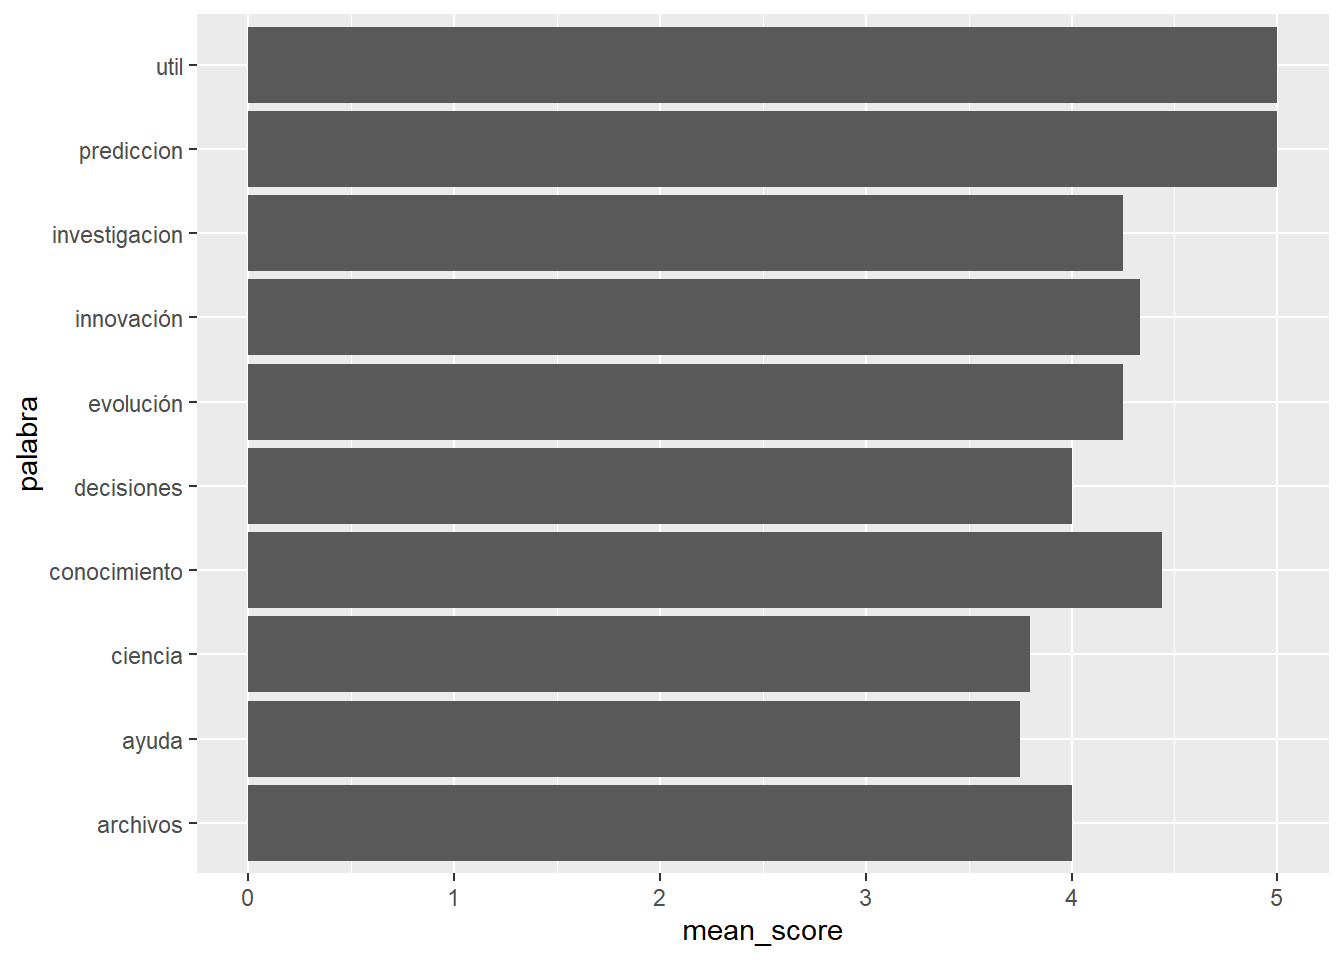 util
prediccion
investigacion
innovación
evolución
decisiones
conocimiento
ciencia
ayuda
archivos
palabra
0 1 2 3 4 5
mean_score